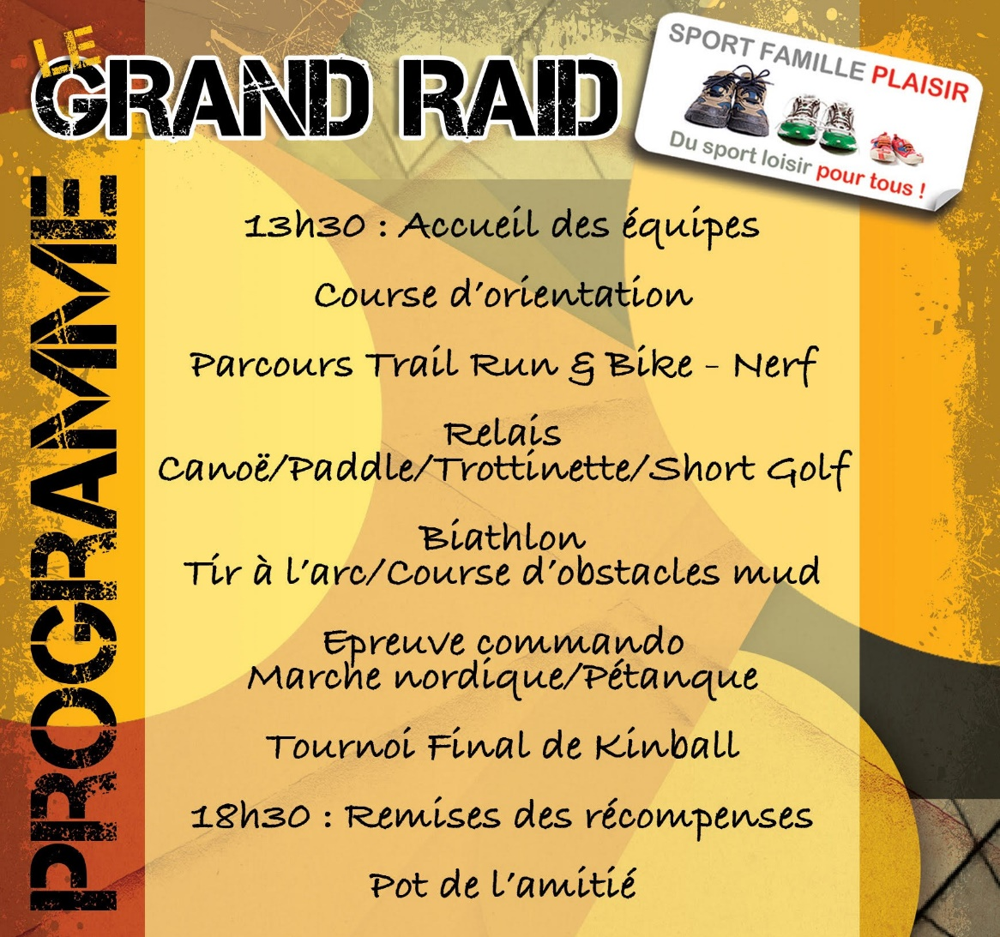 LE
GRAND RAID
SPORT FAMILLE PLAISIR
Du sport loisir pour tous !
PROGRAMME
13h30 : Accueil des équipes
Course d'orientation
Parcours Trail Run & Bike - Nerf
Relais
Canoë/Paddle/Trottinette/Short Golf
Biathlon
Tir à l'arc/Course d'obstacles mud
Epreuve commando
Marche nordique/Pétanque
Tournoi Final de Kinball
18h30 : Remises des récompenses
Pot de l'amitié